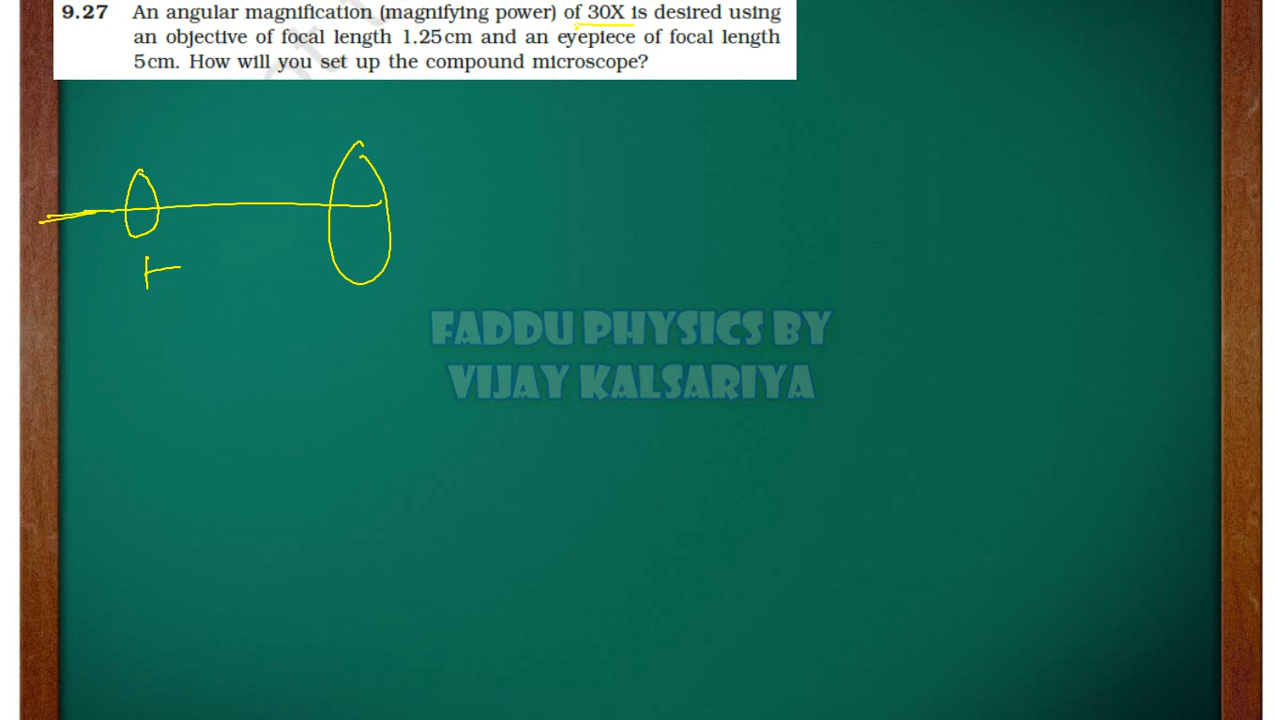 9.27 An angular magnification (magnifying power) of 30X is desired using
an objective of focal length 1.25cm and an eyepiece of focal length
5cm. How will you set up the compound microscope?
FADDU PHYSICS BY
VIJAY KALSARIYA